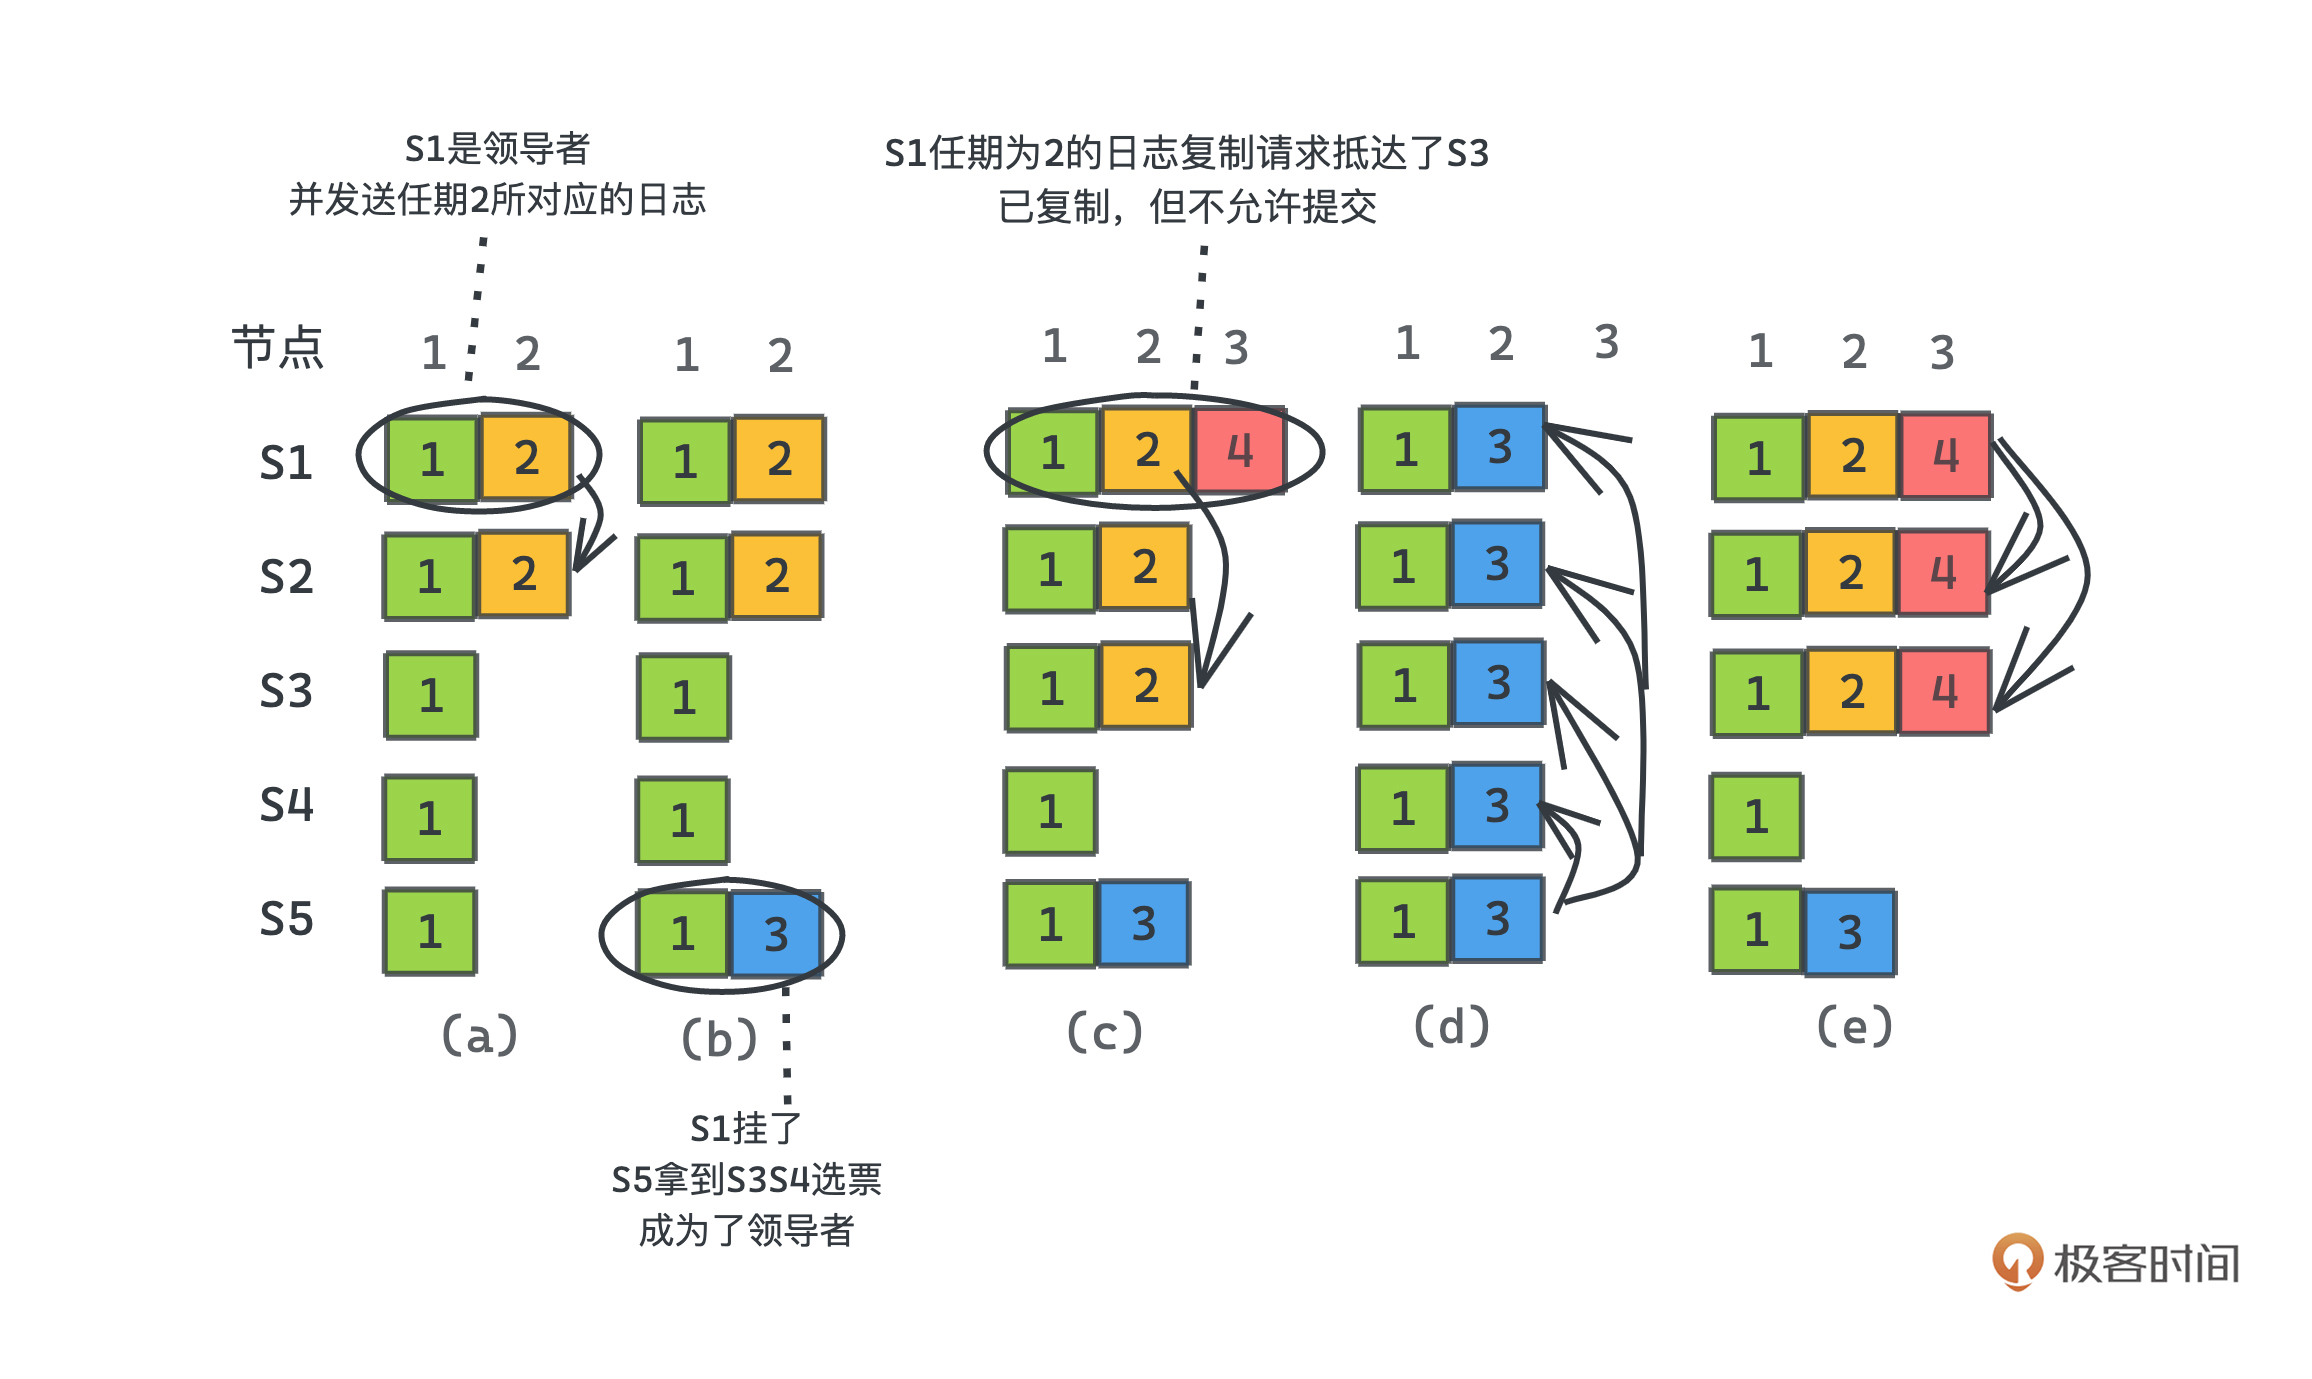 S1是领导者
并发送任期2所对应的日志
S1任期为2的日志复制请求抵达了S3
已复制，但不允许提交
节点 1 2 1 2 1 2 3 1 2 3 1 2 3
S1 1 2 1 2 1 2 4 1 3 1 2 4
S2 1 2 1 2 1 2 1 3 1 2 4
S3 1 1 1 2 1 3 1 2 4
S4 1 1 1 1 3 1
S5 1 1 3 1 3 1 3 1 3
(a) (b) (c) (d) (e)
S1挂了
S5拿到S3S4选票
成为了领导者
极客时间